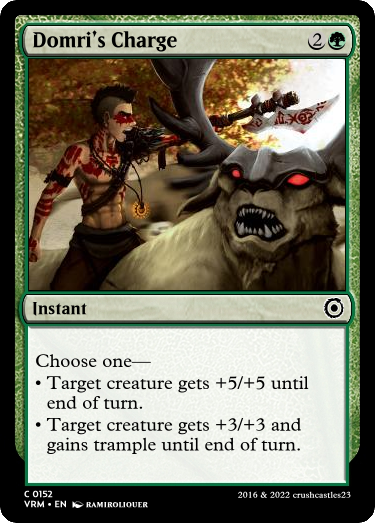 Domri's Charge 2
Instant
Choose one—
• Target creature gets +5/+5 until
end of turn.
• Target creature gets +3/+3 and
gains trample until end of turn.
C 0152
VRM • EN RAMIROLIOUER
2016 & 2022 crushcastles23